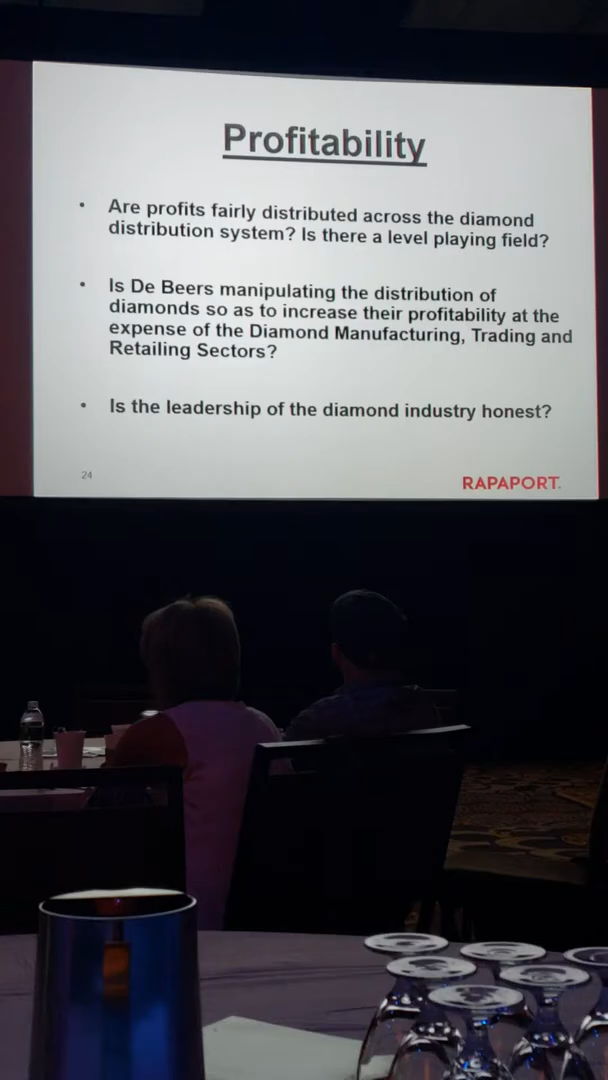 Profitability
• Are profits fairly distributed across the diamond
distribution system? Is there a level playing field?
• Is De Beers manipulating the distribution of
diamonds so as to increase their profitability at the
expense of the Diamond Manufacturing, Trading and
Retailing Sectors?
• Is the leadership of the diamond industry honest?
24
RAPAPORT.